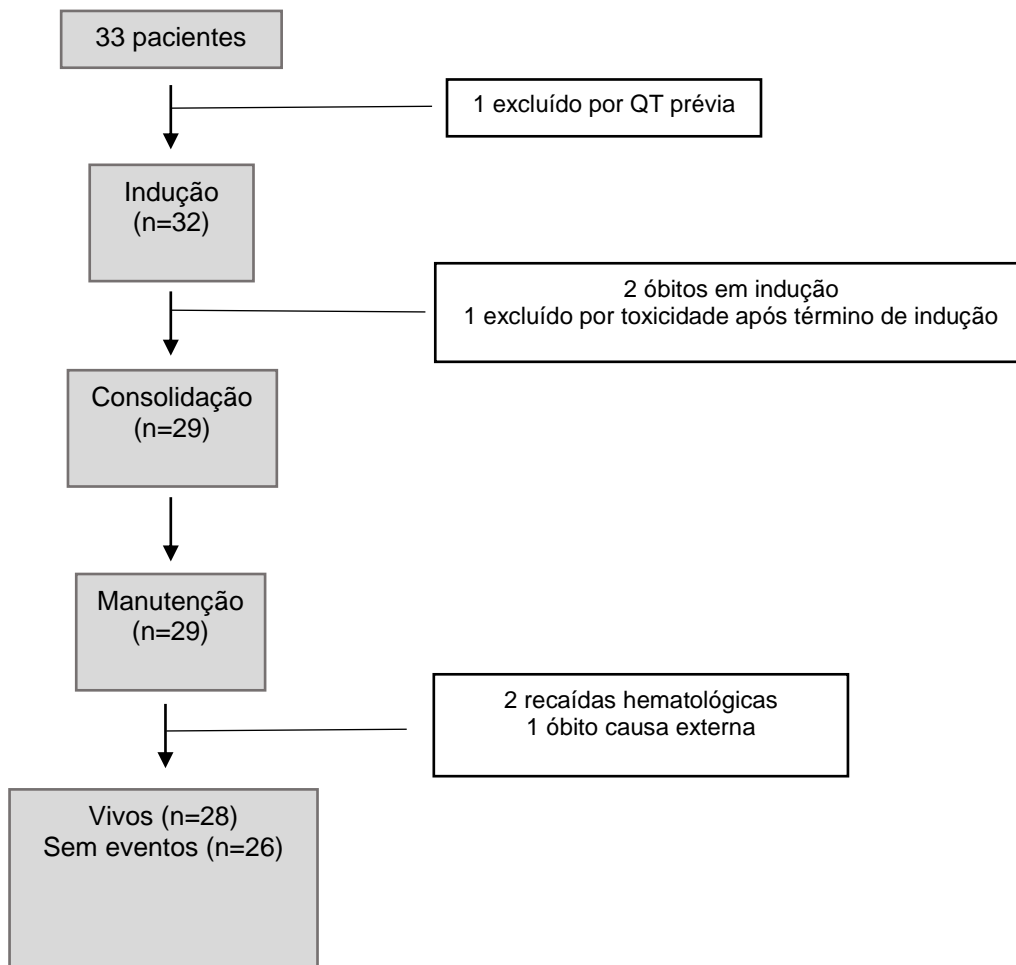 33 pacientes
1 excluído por QT prévia
Indução
(n=32)
2 óbitos em indução
1 excluído por toxicidade após término de indução
Consolidação
(n=29)
Manutenção
(n=29)
2 recaídas hematológicas
1 óbito causa externa
Vivos (n=28)
Sem eventos (n=26)